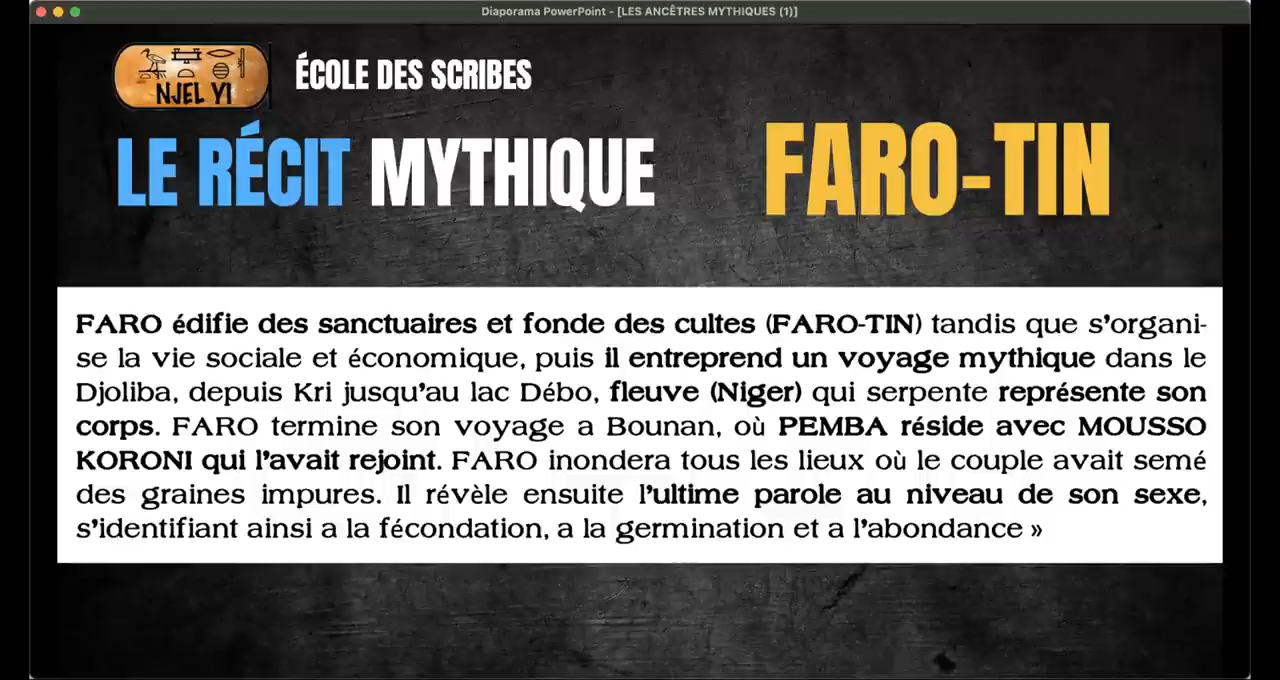 Diaporama PowerPoint - [LES ANCÊTRES MYTHIQUES (1)]
NJEL YI
ÉCOLE DES SCRIBES
LE RÉCIT MYTHIQUE
FARO-TIN
FARO édifie des sanctuaires et fonde des cultes (FARO-TIN) tandis que s'organi-
se la vie sociale et économique, puis il entreprend un voyage mythique dans le
Djoliba, depuis Kri jusqu'au lac Débo, fleuve (Niger) qui serpente représente son
corps. FARO termine son voyage a Bounan, où PEMBA réside avec MOUSSO
KORONI qui l'avait rejoint. FARO inondera tous les lieux où le couple avait semé
des graines impures. Il révèle ensuite l'ultime parole au niveau de son sexe,
s'identifiant ainsi a la fécondation, a la germination et a l'abondance »